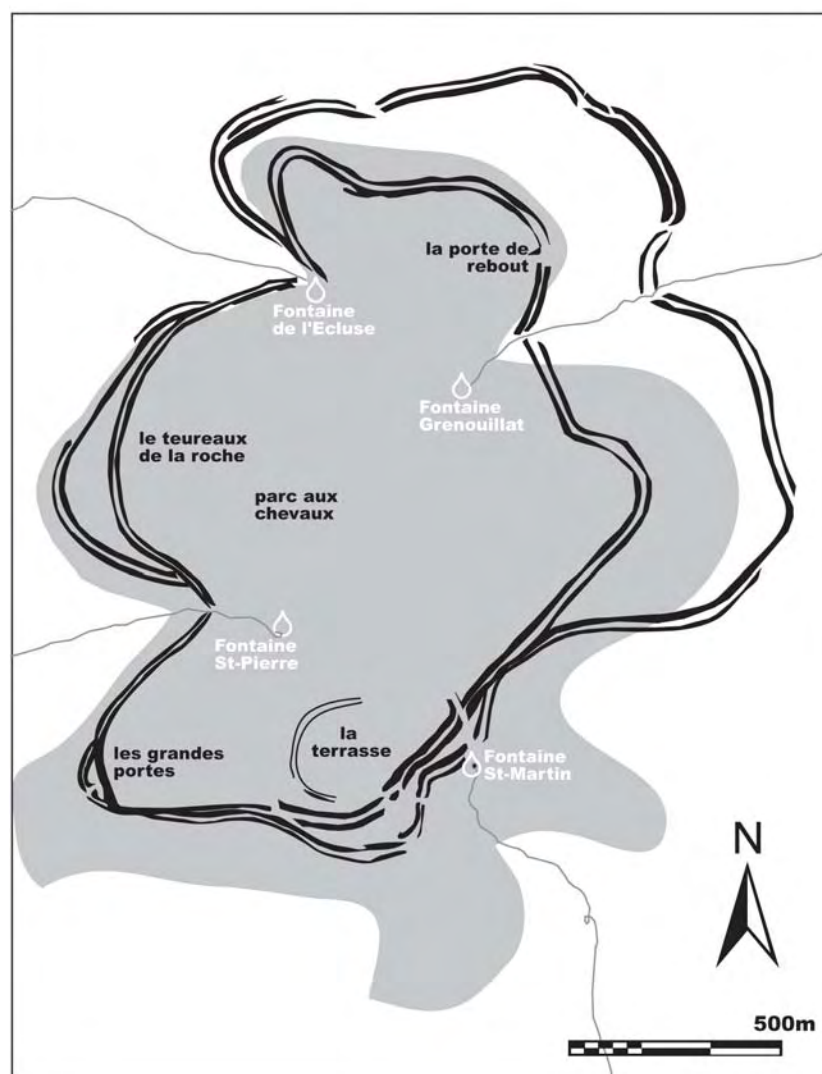 la porte de
rebout
Fontaine
de l'Ecluse
Fontaine
Grenouillat
le teureaux
de la roche
parc aux
chevaux
Fontaine
St-Pierre
la
terrasse
les grandes
portes
Fontaine
St-Martin
N
500m